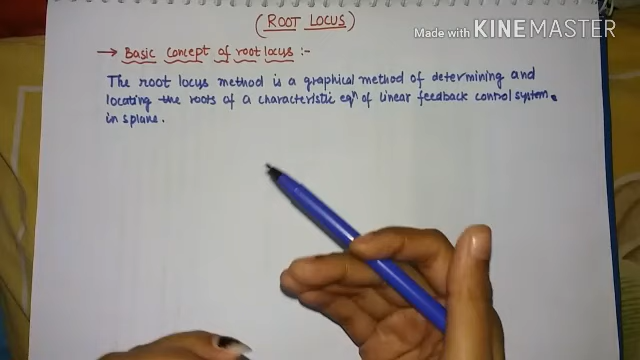 (ROOT LOCUS)
Made with KINEMASTER
→ Basic concept of root locus :-
The root locus method is a graphical method of determining and
locating the roots of a characteristic eqⁿ of linear feedback control system.
in splane.